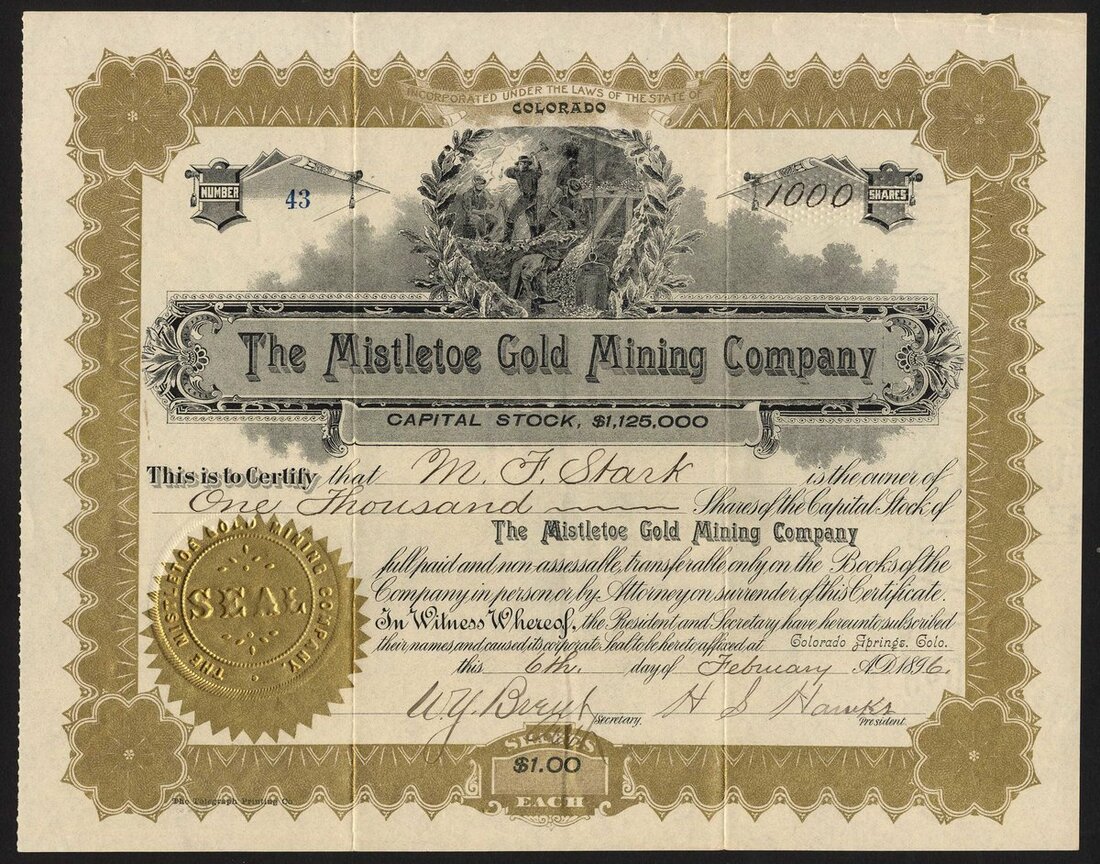 INCORPORATED UNDER THE LAWS OF THE STATE OF
COLORADO
NUMBER 43
1000 SHARES
The Mistletoe Gold Mining Company
CAPITAL STOCK, $1,125,000
This is to Certify that M. F. Stark is the owner of
One Thousand Shares of the Capital Stock of
The Mistletoe Gold Mining Company
full paid and non-assessable, transferable only on the Books of the
Company in person or by Attorney on surrender of this Certificate.
In Witness Whereof, the President and Secretary have hereunto subscribed
their names and caused its corporate Seal to be hereto affixed at Colorado Springs, Colo.
this 6th. day of February A.D. 1896.
THE MISTLETOE GOLD MINING COMPANY
SEAL
W. Y. Secretary. H S Hawks President.
SHARES
$1.00
EACH
The Telegraph Printing Co.